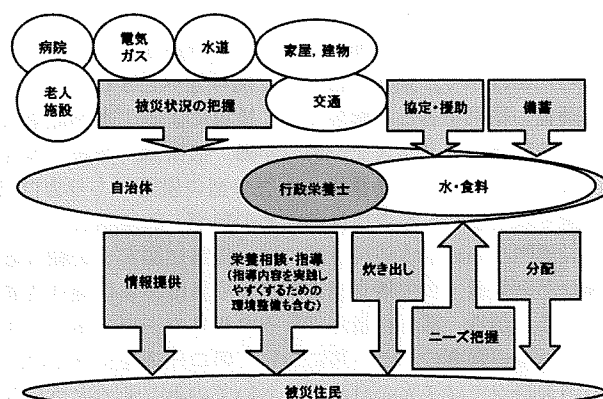 病院
電気
ガス
水道
家屋, 建物
老人
施設
被災状況の把握
交通
協定・援助
備蓄
自治体
行政栄養士
水・食料
情報提供
栄養相談・指導
(指導内容を実践し
やすくするための
環境整備も含む)
炊き出し
ニーズ把握
分配
被災住民